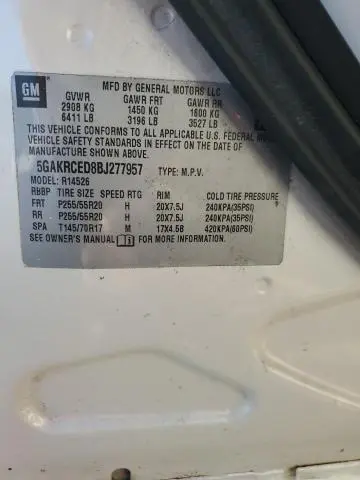 GM
MFD BY GENERAL MOTORS LLC
GVWR GAWR FRT GAWR RR
2908 KG 1450 KG 1600 KG
6411 LB 3196 LB 3527 LB
THIS VEHICLE CONFORMS TO ALL APPLICABLE U.S. FEDERAL
VEHICLE SAFETY AND THEFT PREVENTION
STANDARDS IN EFFECT ON THE DATE OF
MANUFACTURE SHOWN ABOVE.
5GAKRCED8BJ277957 TYPE: M.P.V.
MODEL: R14526
RBBP TIRE SIZE SPEED RTG RIM COLD TIRE PRESSURE
FRT P255/55R20 H 20X7.5J 240KPA(35PSI)
RR P255/55R20 H 20X7.5J 240KPA(35PSI)
SPA T145/70R17 M 17X4.5B 420KPA(60PSI)
SEE OWNER'S MANUAL FOR MORE INFORMATION.